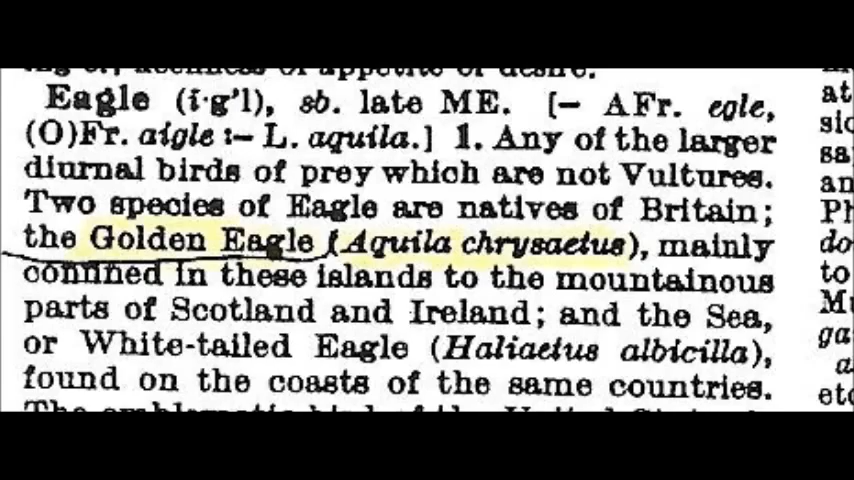 Eagle (ī·g'l), sb. late ME. [– AFr. egle,
(O)Fr. aigle :– L. aquila.] 1. Any of the larger
diurnal birds of prey which are not Vultures.
Two species of Eagle are natives of Britain;
the Golden Eagle (Aquila chrysaetus), mainly
confined in these islands to the mountainous
parts of Scotland and Ireland; and the Sea,
or White-tailed Eagle (Haliaetus albicilla),
found on the coasts of the same countries.